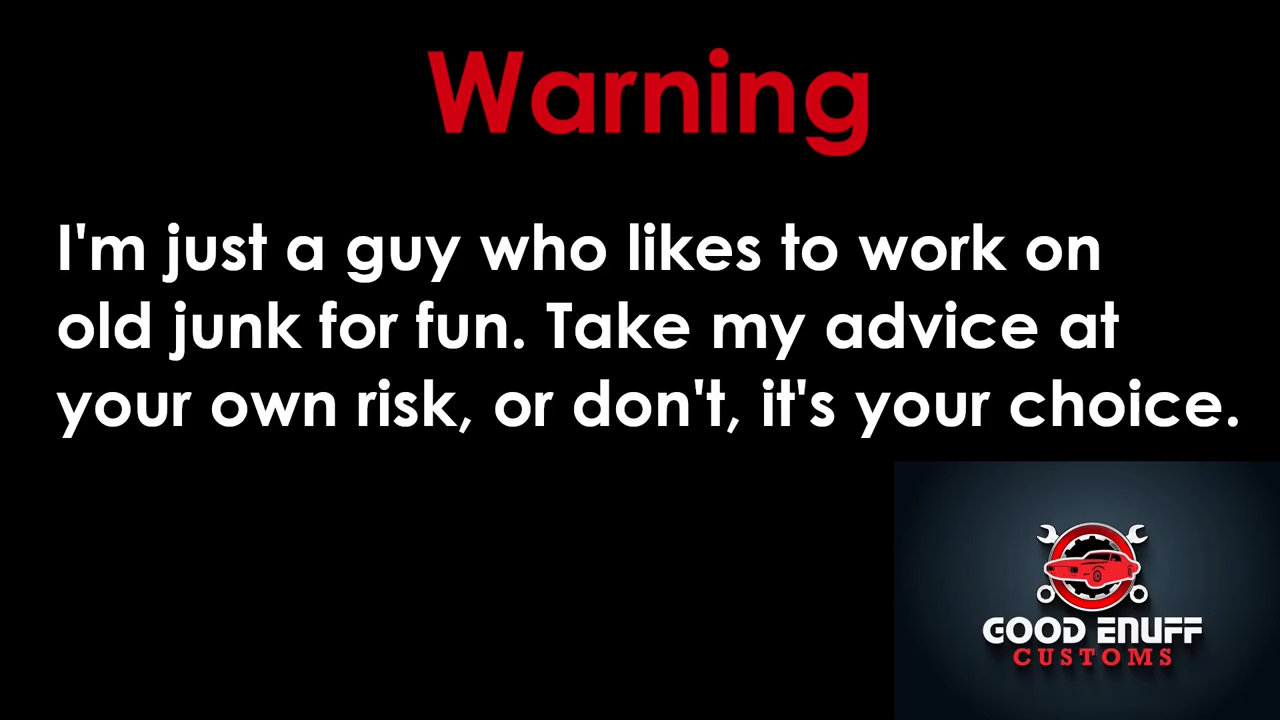 Warning
I'm just a guy who likes to work on
old junk for fun. Take my advice at
your own risk, or don't, it's your choice.
GOOD ENUFF
CUSTOMS